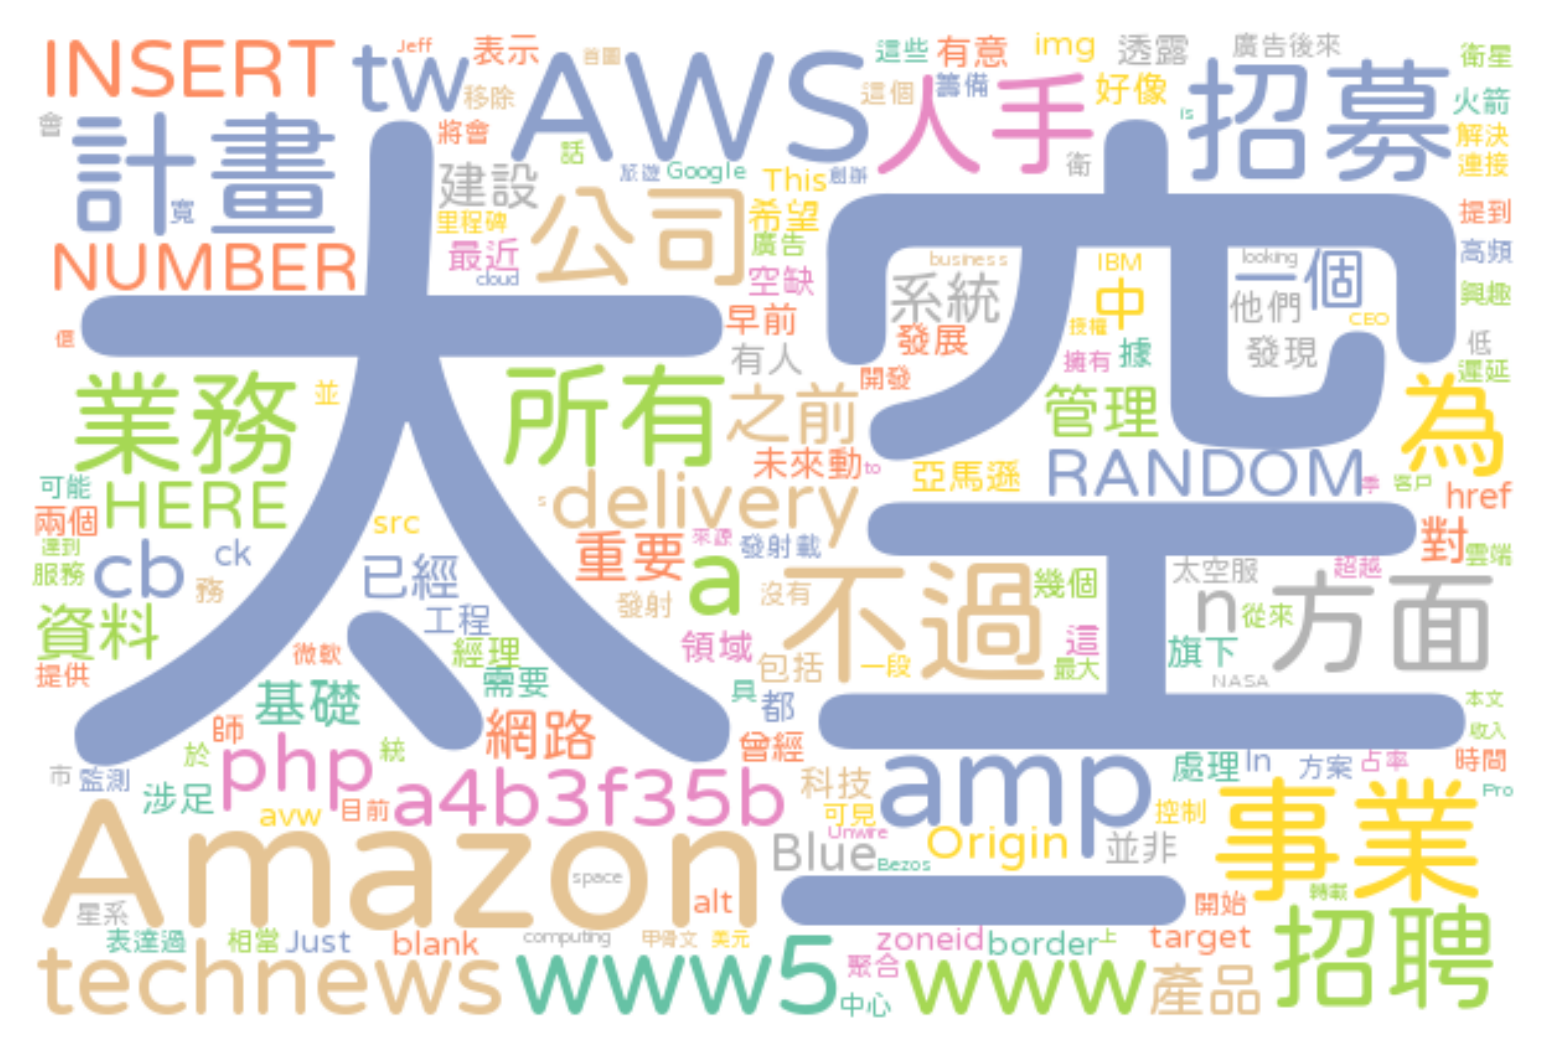 INSERT
tw
Jeff
表示
首圖
AWS
這些
有意
img
透露
廣告後來
衛星
會
計畫
移除
將會
這個
籌備
人手
好像
is
招募
火箭
解決
連接
寬
建設
話
旅遊
Google
This
創辦
衛
里程碑
公司
希望
提到
NUMBER
最近
cloud
廣告
空缺
business
IBM
looking
一個
高頻
太空
系統
中
他們
興趣
CEO
早前
發展
授權
發現
低
有人
擁有
據
遲延
業務
並
所有
之前
開發
管理
為
未來動
to
亞馬遜
RANDOM
季
客戶
href
可能
HERE
s
delivery
兩個
src
來源
對
達到
cb
ck
已經
重要
a
發射載
太空服
超越
雲端
服務
務
發射
沒有
不過
幾個
n
從來
方面
資料
工程
領域
包括
一段
這
最大
旗下
提供
微軟
經理
需要
具
都
NASA
本文
基礎
師
網路
曾經
收入
於
php
統
市
監測
涉足
a4b3f35b
科技
amp
處理
In
方案
占率
時間
Pro
avw
目前
可見
控制
事業
Amazon
space
Unwire
Blue
Bezos
Origin
並非
一
星系
alt
開始
轉載
表達過
相當
Just
blank
computing
甲骨文
美元
zoneid
border
上
target
招聘
technews
www5
聚合
中心
www
產品